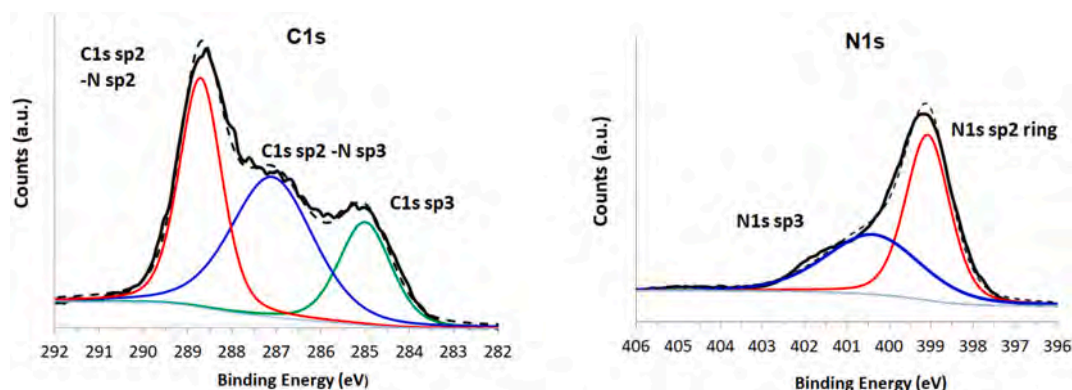 C1s
C1s sp2
-N sp2
C1s sp2 -N sp3
C1s sp3
Counts (a.u.)
292 291 290 289 288 287 286 285 284 283 282
Binding Energy (eV)
N1s
N1s sp2 ring
N1s sp3
Counts (a.u.)
406 405 404 403 402 401 400 399 398 397 396
Binding Energy (eV)